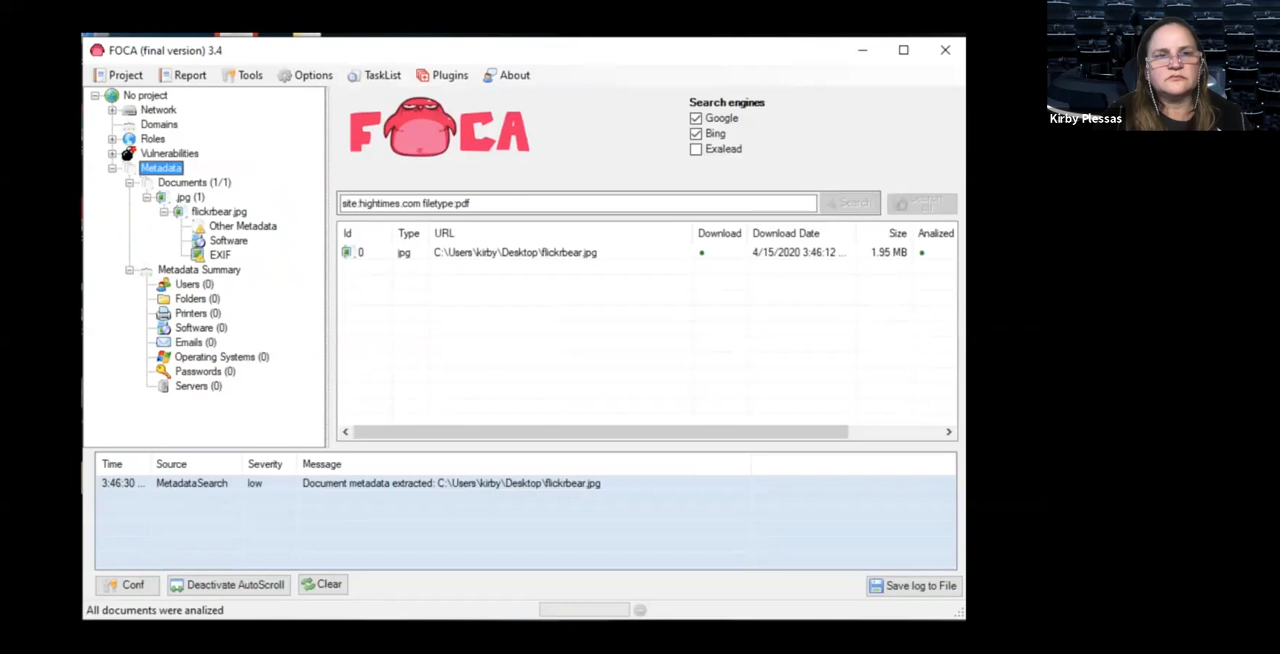 FOCA (final version) 3.4
Project Report Tools Options TaskList Plugins About
No project
Network
Domains
Roles
Vulnerabilities
Metadata
Documents (1/1)
.jpg (1)
flickrbear.jpg
Other Metadata
Software
EXIF
Metadata Summary
Users (0)
Folders (0)
Printers (0)
Software (0)
Emails (0)
Operating Systems (0)
Passwords (0)
Servers (0)
FOCA
Search engines
Google
Bing
Exalead
site:hightimes.com filetype:pdf
Search
Id Type URL Download Download Date Size Analized
0 jpg C:\Users\kirby\Desktop\flickrbear.jpg 4/15/2020 3:46:12 ... 1.95 MB
Time Source Severity Message
3:46:30 ... MetadataSearch low Document metadata extracted: C:\Users\kirby\Desktop\flickrbear.jpg
Conf Deactivate AutoScroll Clear Save log to File
All documents were analized
Kirby Plessas